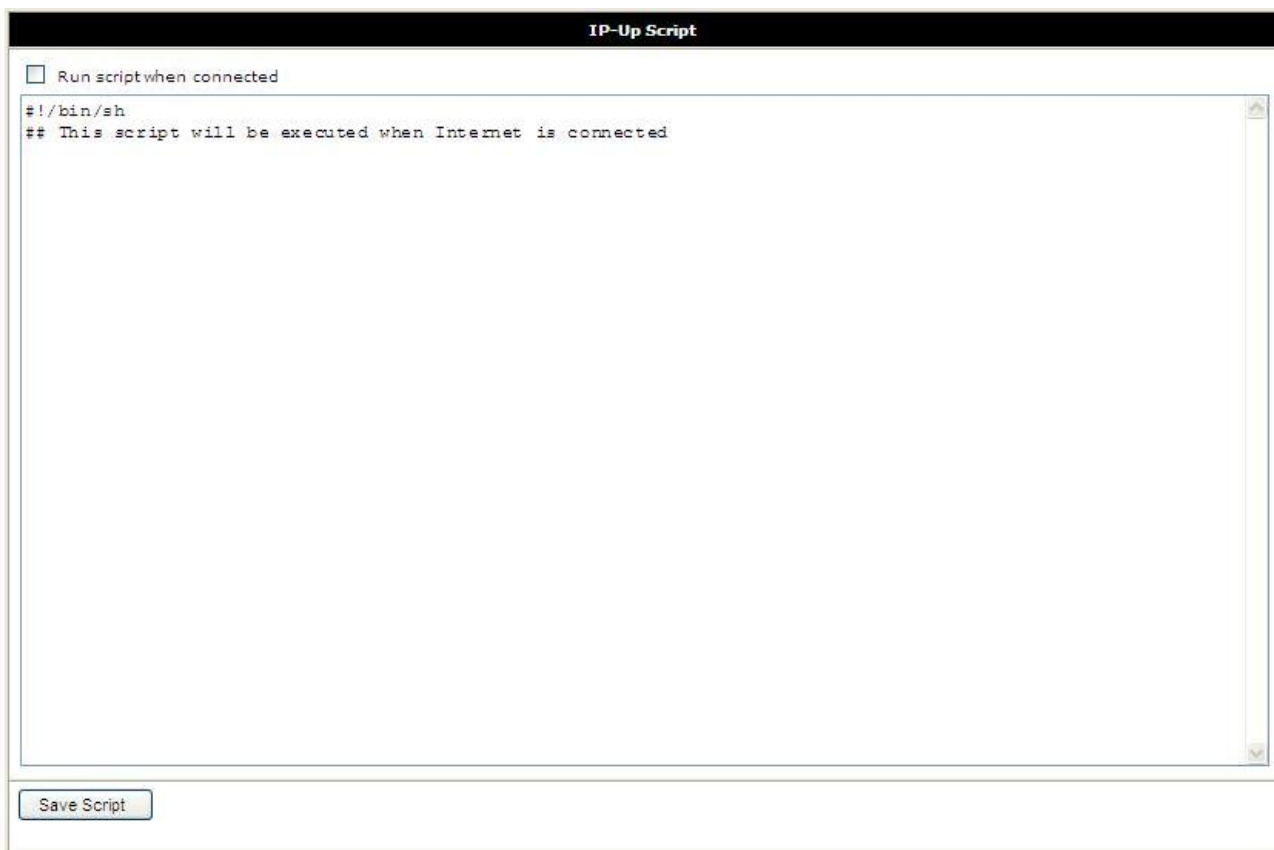 IP-Up Script
Run script when connected
#!/bin/sh
## This script will be executed when Internet is connected
Save Script